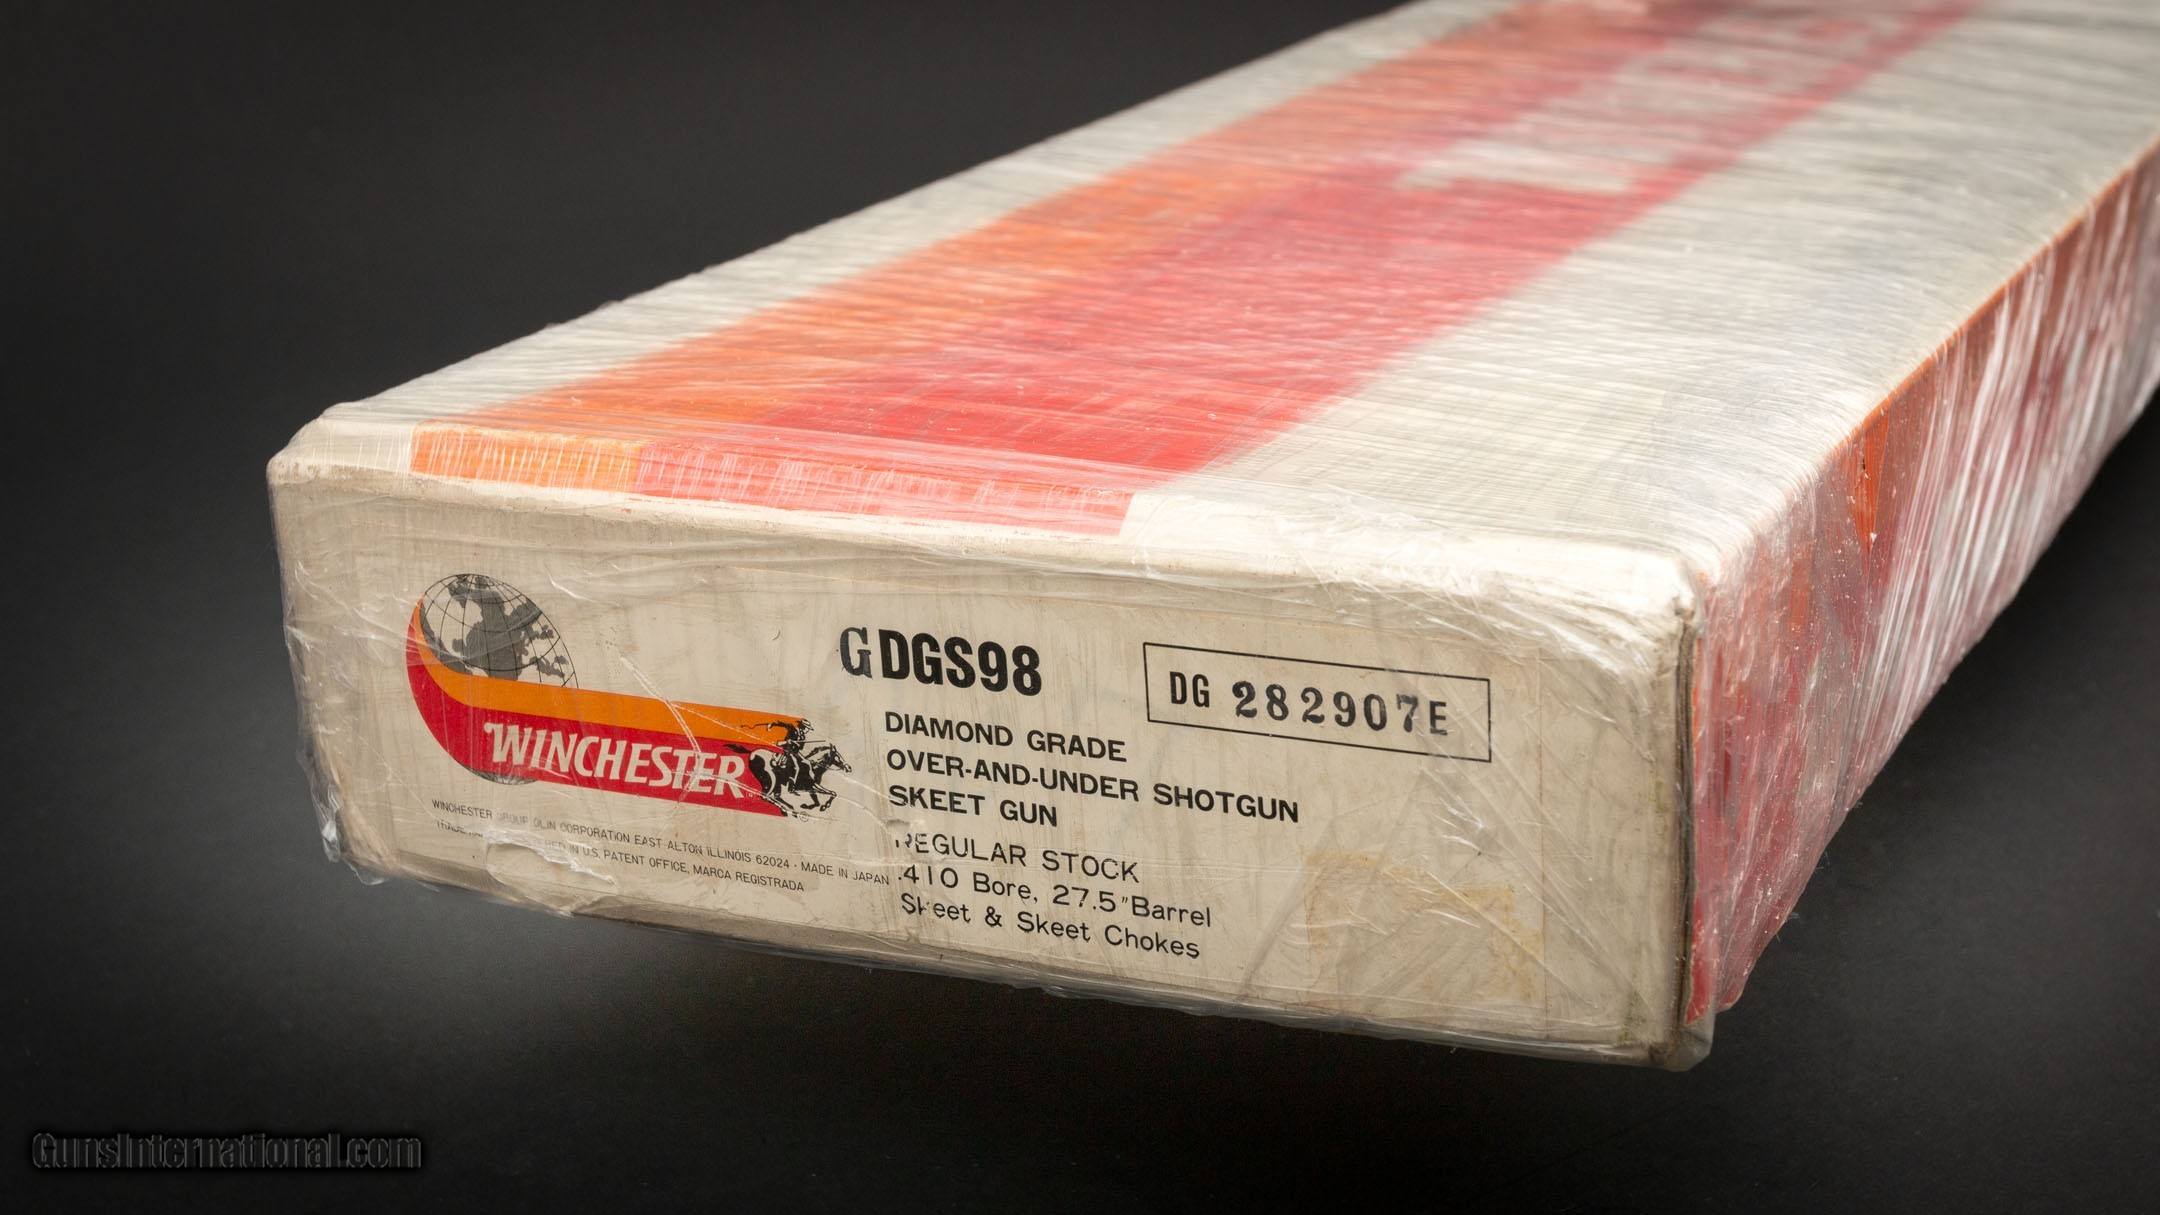 GDGS98
DG 282907E
WINCHESTER
DIAMOND GRADE
OVER-AND-UNDER SHOTGUN
SKEET GUN
REGULAR STOCK
.410 Bore, 27.5"Barrel
Skeet & Skeet Chokes
WINCHESTER GROUP OLIN CORPORATION EAST ALTON ILLINOIS 62024 · MADE IN JAPAN
IN U.S. PATENT OFFICE, MARCA REGISTRADA
GunsInternational.com